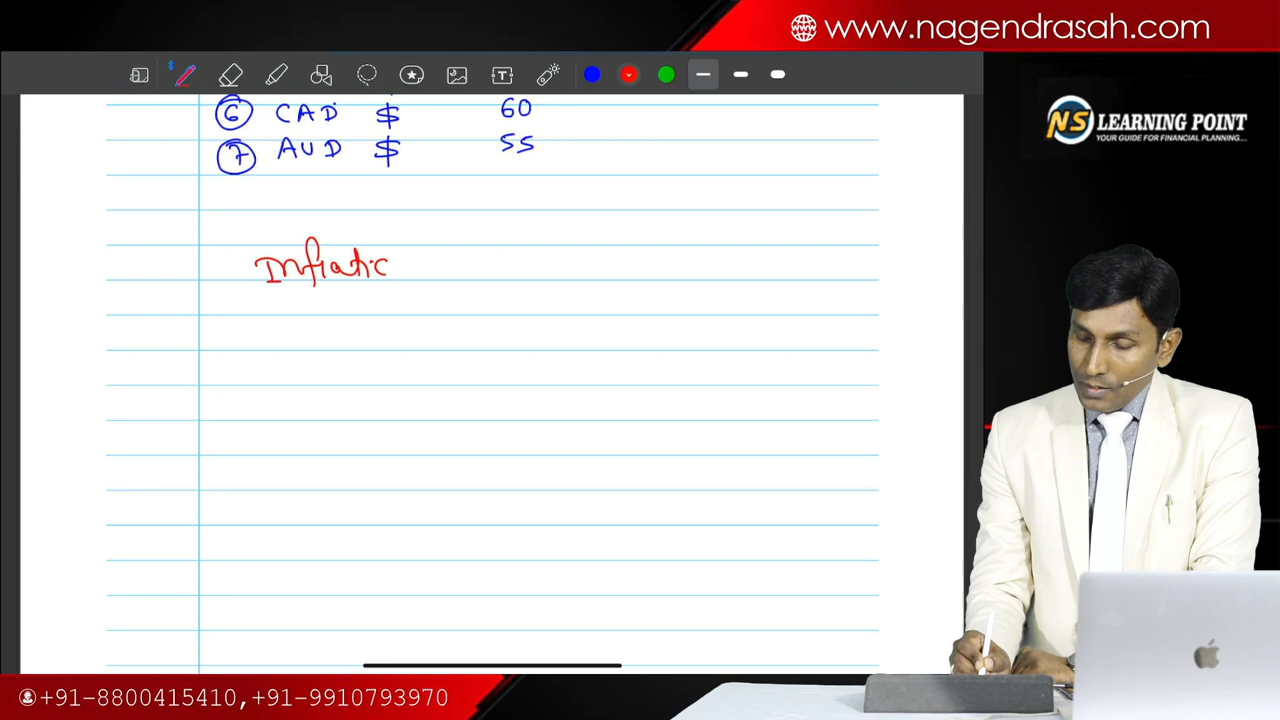 www.nagendrasah.com
6 CAD $ 60
7 AUD $ 55
NS LEARNING POINT
YOUR GUIDE FOR FINANCIAL PLANNING....
Inflatic
+91-8800415410,+91-9910793970